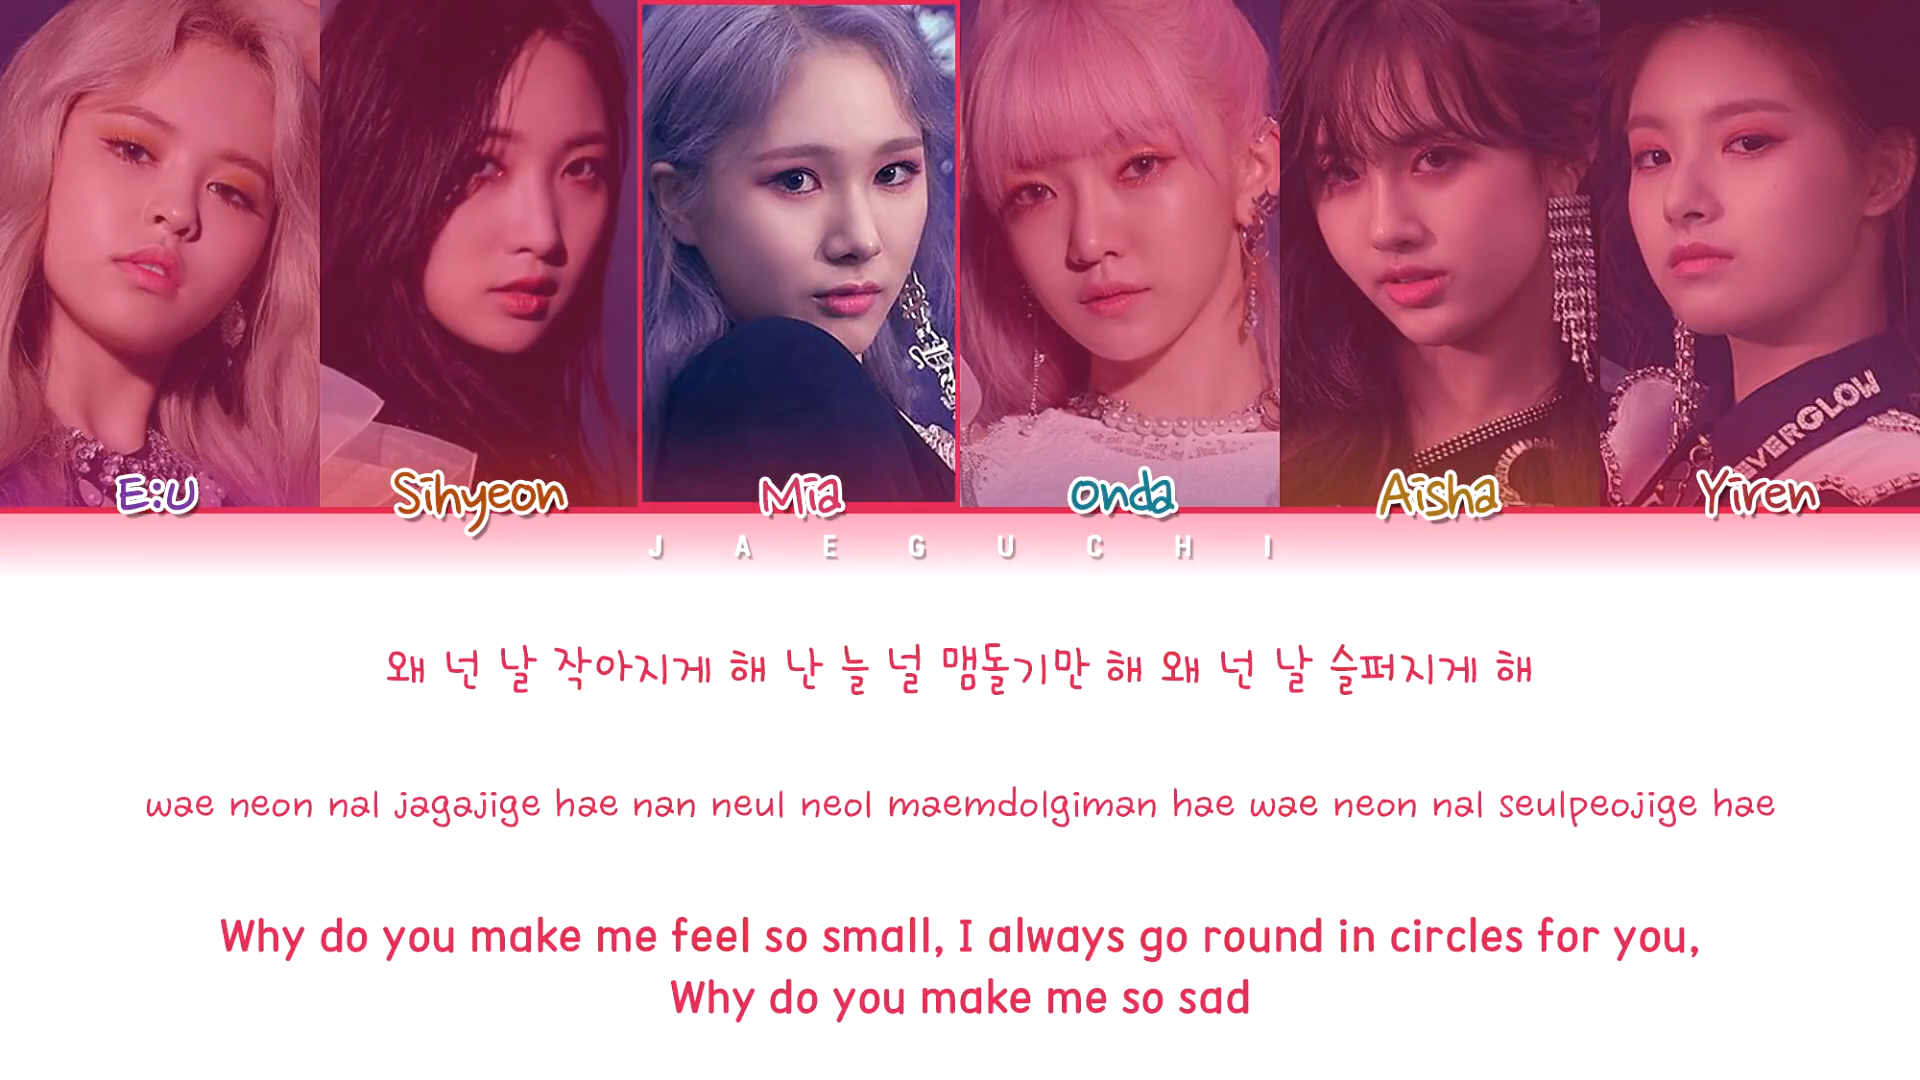 VERGLOW
E:U
Sihyeon
Mia
Onda
Aisha
Yiren
JAEGUCHI
왜 넌 날 작아지게 해 난 늘 널 맴돌기만 해 왜 넌 날 슬퍼지게 해
wae neon nal jagajige hae nan neul neol maemdolgiman hae wae neon nal seulpeojige hae
Why do you make me feel so small, I always go round in circles for you,
Why do you make me so sad